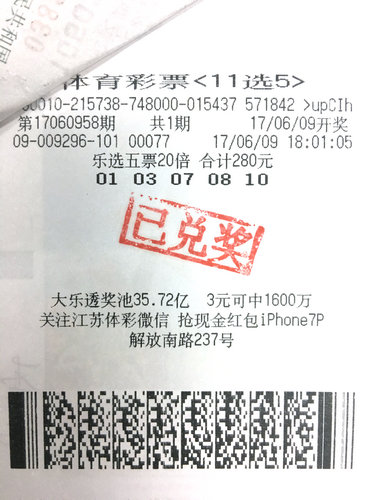 民共和国
体育彩票<11选5>
00010-215738-748000-015437 571842 >upCIh
第17060958期 共1期 17/06/09开奖
09-009296-101 00077 17/06/09 18:01:05
乐选五票20倍 合计280元
01 03 07 08 10
已兑奖
大乐透奖池35.72亿 3元可中1600万
关注江苏体彩微信 抢现金红包iPhone7P
解放南路237号